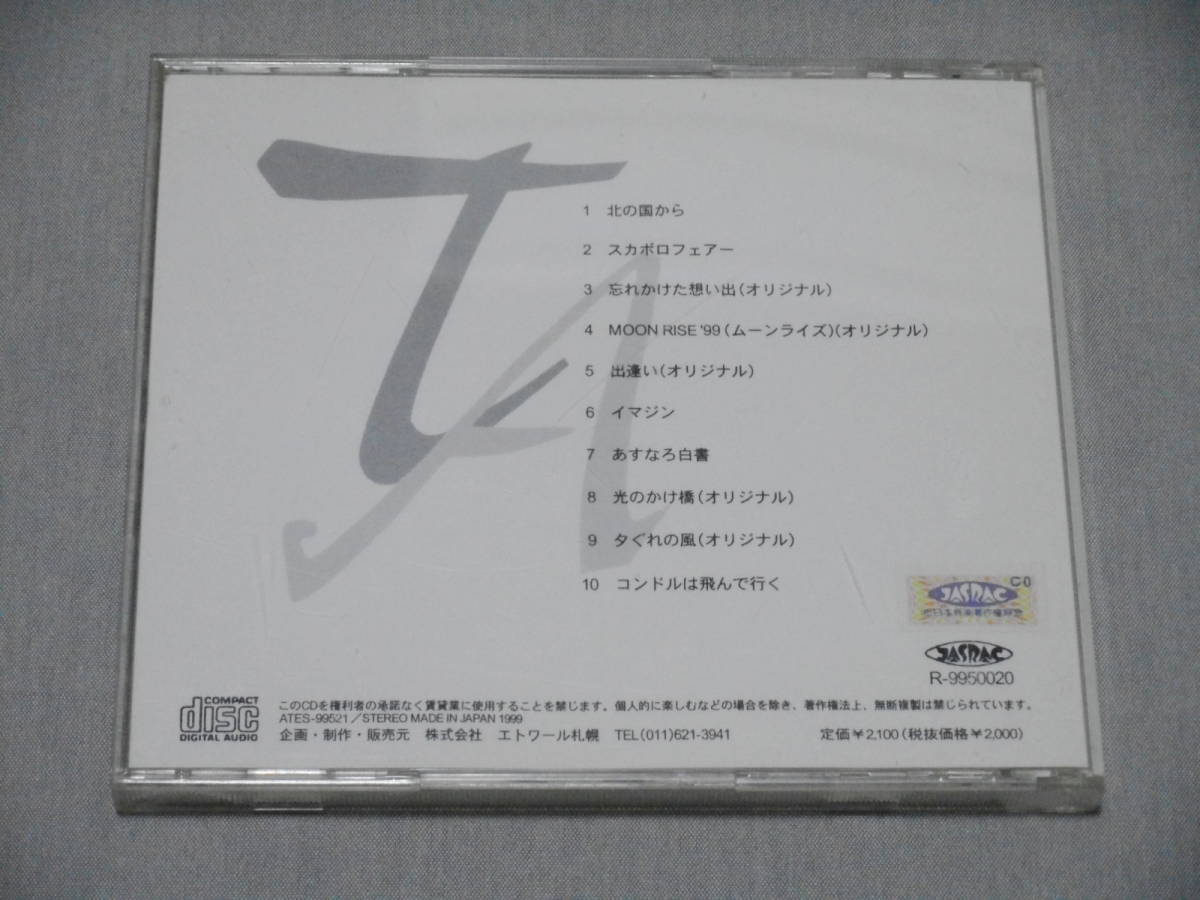 TA
1 北の国から
2 スカボロフェアー
3 忘れかけた想い出(オリジナル)
4 MOON RISE '99(ムーンライズ)(オリジナル)
5 出逢い(オリジナル)
6 イマジン
7 あすなろ白書
8 光のかけ橋(オリジナル)
9 夕ぐれの風(オリジナル)
10 コンドルは飛んで行く
C0
JASRAC
JASRAC
R-9950020
COMPACT
disc
DIGITAL AUDIO
このCDを権利者の承諾なく賃貸業に使用することを禁じます。個人的に楽しむなどの場合を除き、著作権法上、無断複製は禁じられています。
ATES-99521/STEREO MADE IN JAPAN 1999
企画・制作・販売元 株式会社 エトワール札幌 TEL(011)621-3941 定価¥2,100(税抜価格¥2,000)